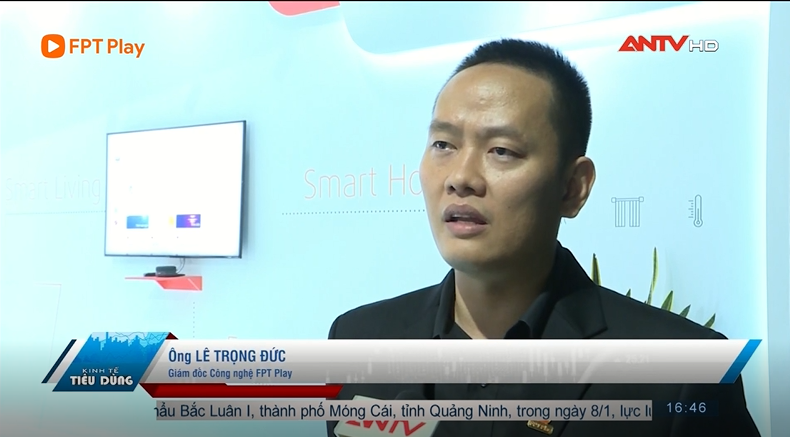 FPT Play
ANTV HD
Smart Living
Smart Ho
Ông LÊ TRỌNG ĐỨC
Giám đốc Công nghệ FPT Play
KINH TẾ
TIÊU DÙNG
hẩu Bắc Luân I, thành phố Móng Cái, tỉnh Quảng Ninh, trong ngày 8/1, lực lư
16:46
ANTV